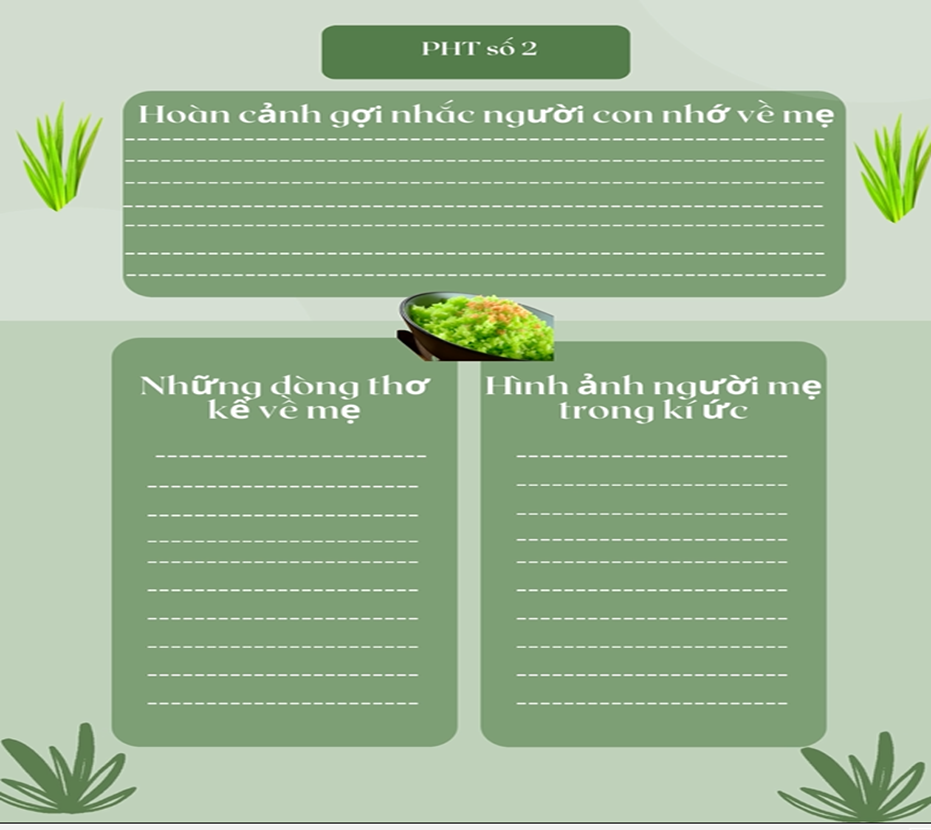 PHT số 2
Hoàn cảnh gợi nhắc người con nhớ về mẹ
Những dòng thơ
kể về mẹ
Hình ảnh người mẹ
trong kí ức